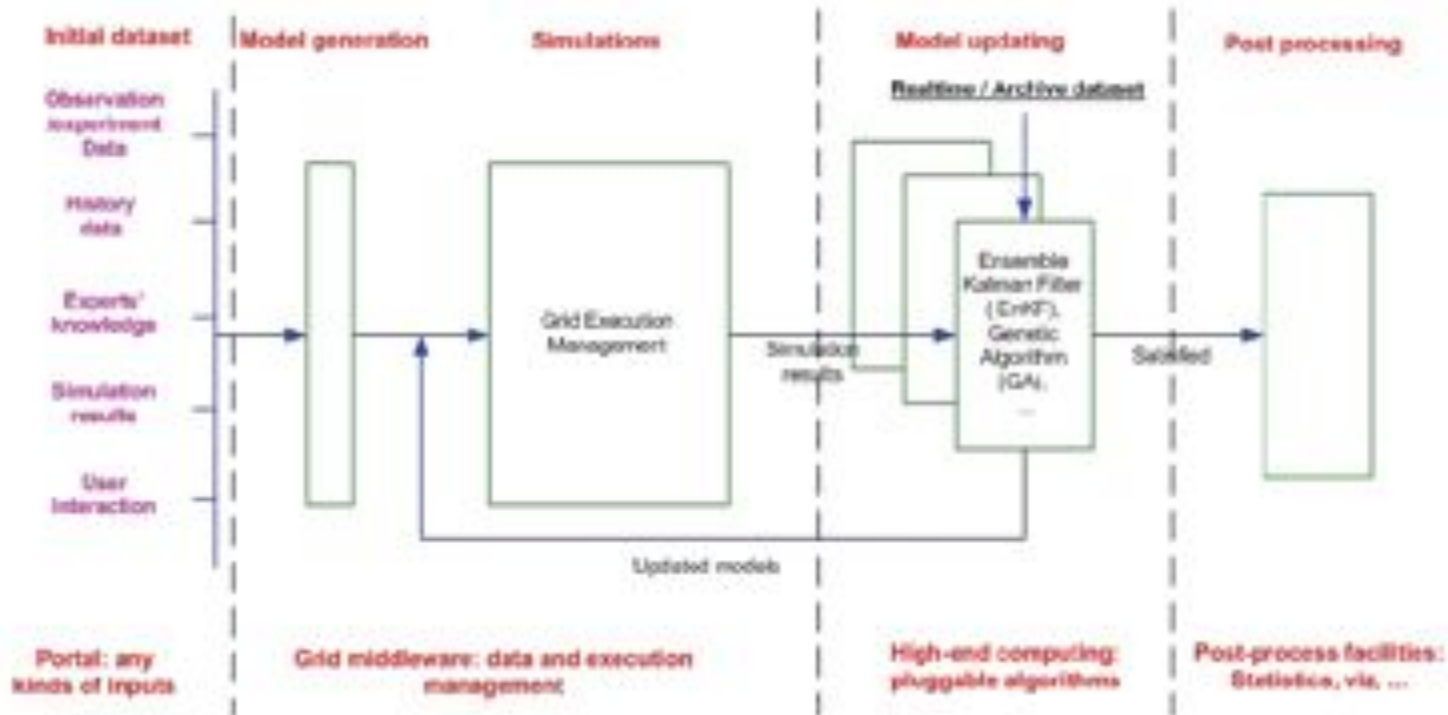 Initial dataset
Model generation
Simulations
Model updating
Post processing
Realtime / Archive dataset
Observation
/experiment
Data
History
data
Experts'
knowledge
Simulation
results
User
Interaction
Grid Execution
Management
Simulation
results
Ensemble
Kalman Filter
( EnKF),
Genetic
Algorithm
(GA),
...
Satisfied
Updated models
Portal: any
kinds of inputs
Grid middleware: data and execution
management
High-end computing:
pluggable algorithms
Post-process facilities:
Statistics, viz, ...